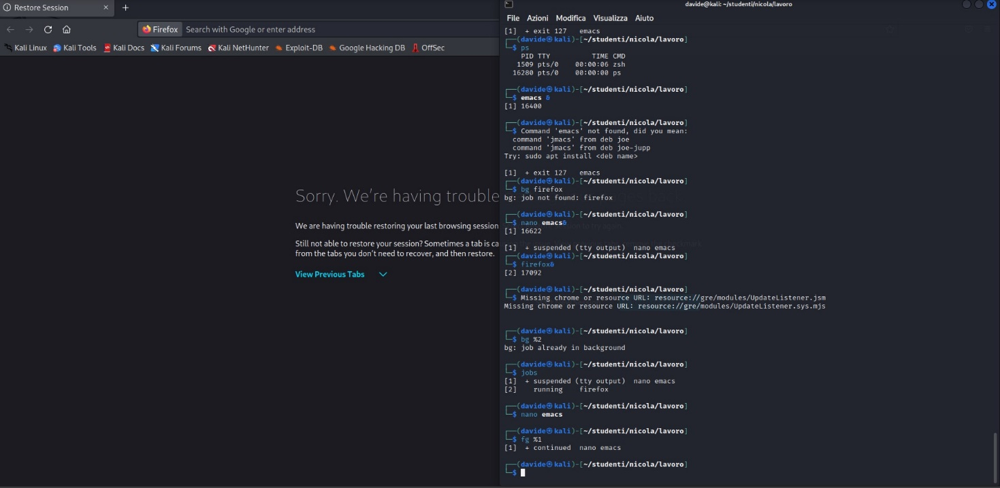 Restore Session
Firefox Search with Google or enter address
Kali Linux Kali Tools Kali Docs Kali Forums Kali NetHunter Exploit-DB Google Hacking DB OffSec
Sorry. We're having trouble
We are having trouble restoring your last browsing session
Still not able to restore your session? Sometimes a tab is ca
from the tabs you don't need to recover, and then restore.
View Previous Tabs
davide@kali: ~/studenti/nicola/lavoro
File Azioni Modifica Visualizza Aiuto
[1] + exit 127 emacs
(davide㉿kali)-[~/studenti/nicola/lavoro]
$ ps
PID TTY TIME CMD
1509 pts/0 00:00:06 zsh
16280 pts/0 00:00:00 ps
(davide㉿kali)-[~/studenti/nicola/lavoro]
$ emacs &
[1] 16400
(davide㉿kali)-[~/studenti/nicola/lavoro]
$ Command 'emacs' not found, did you mean:
command 'jmacs' from deb joe
command 'jmacs' from deb joe-jupp
Try: sudo apt install <deb name>
[1] + exit 127 emacs
(davide㉿kali)-[~/studenti/nicola/lavoro]
$ bg firefox
bg: job not found: firefox
(davide㉿kali)-[~/studenti/nicola/lavoro]
$ nano emacs&
[1] 16622
[1] + suspended (tty output) nano emacs
(davide㉿kali)-[~/studenti/nicola/lavoro]
$ firefox&
[2] 17092
(davide㉿kali)-[~/studenti/nicola/lavoro]
$ Missing chrome or resource URL: resource://gre/modules/UpdateListener.jsm
Missing chrome or resource URL: resource://gre/modules/UpdateListener.sys.mjs
(davide㉿kali)-[~/studenti/nicola/lavoro]
$ bg %2
bg: job already in background
(davide㉿kali)-[~/studenti/nicola/lavoro]
$ jobs
[1] + suspended (tty output) nano emacs
[2] running firefox
(davide㉿kali)-[~/studenti/nicola/lavoro]
$ nano emacs
(davide㉿kali)-[~/studenti/nicola/lavoro]
$ fg %1
[1] + continued nano emacs
(davide㉿kali)-[~/studenti/nicola/lavoro]
$